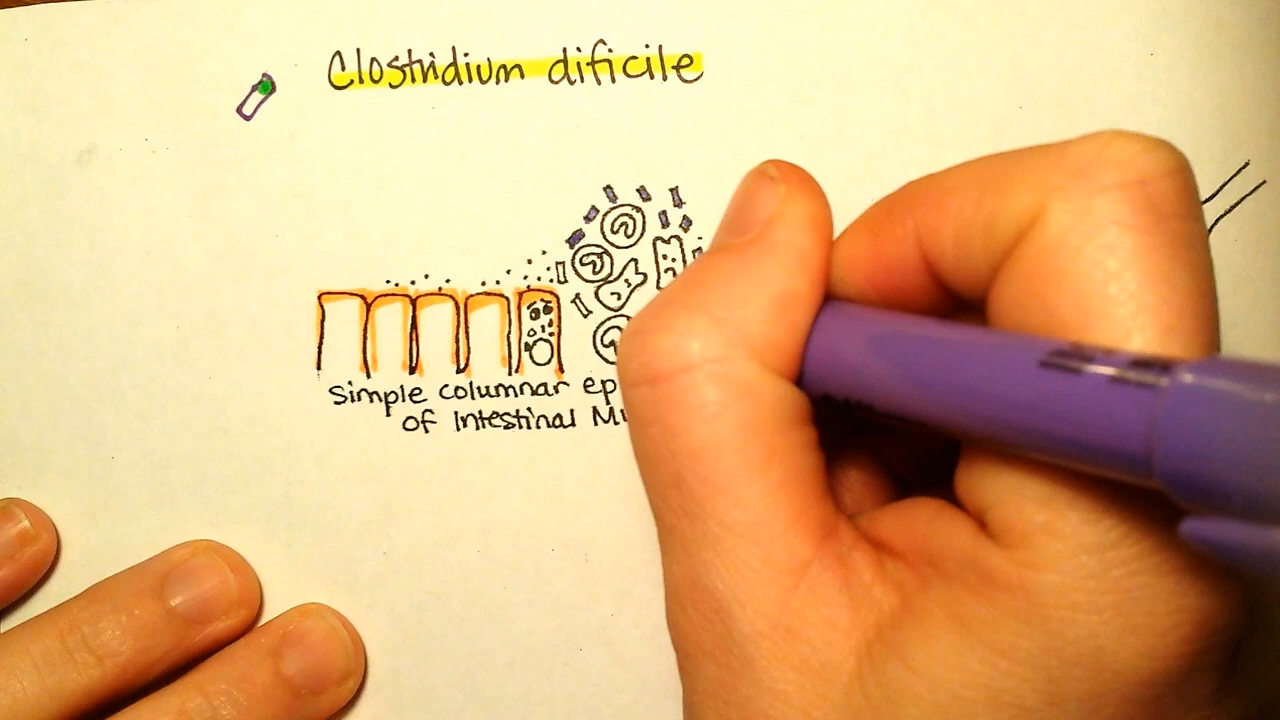 Clostridium dificile
Simple columnar ep
of Intestinal Mu